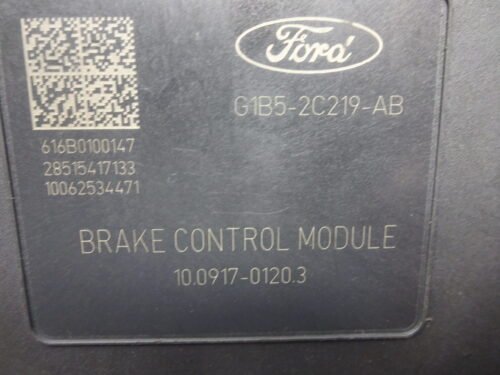 Ford
G1B5-2C219-AB
616B0100147
28515417133
10062534471
BRAKE CONTROL MODULE
10.0917-0120.3